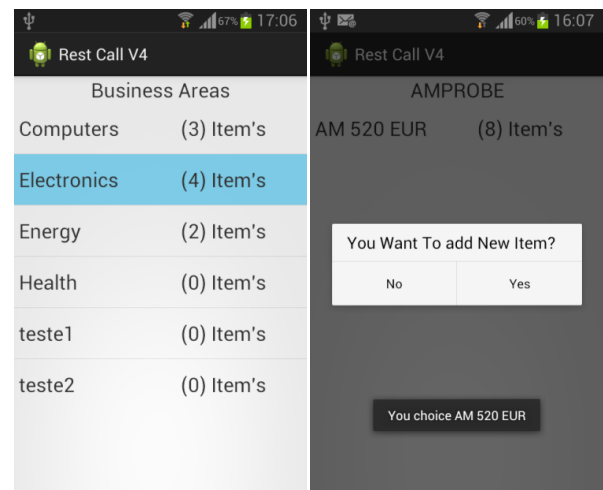 67% 17:06
Rest Call V4
Business Areas
Computers (3) Item's
Electronics (4) Item's
Energy (2) Item's
Health (0) Item's
teste1 (0) Item's
teste2 (0) Item's
60% 16:07
Rest Call V4
AMPROBE
AM 520 EUR (8) Item's
You Want To add New Item?
No Yes
You choice AM 520 EUR